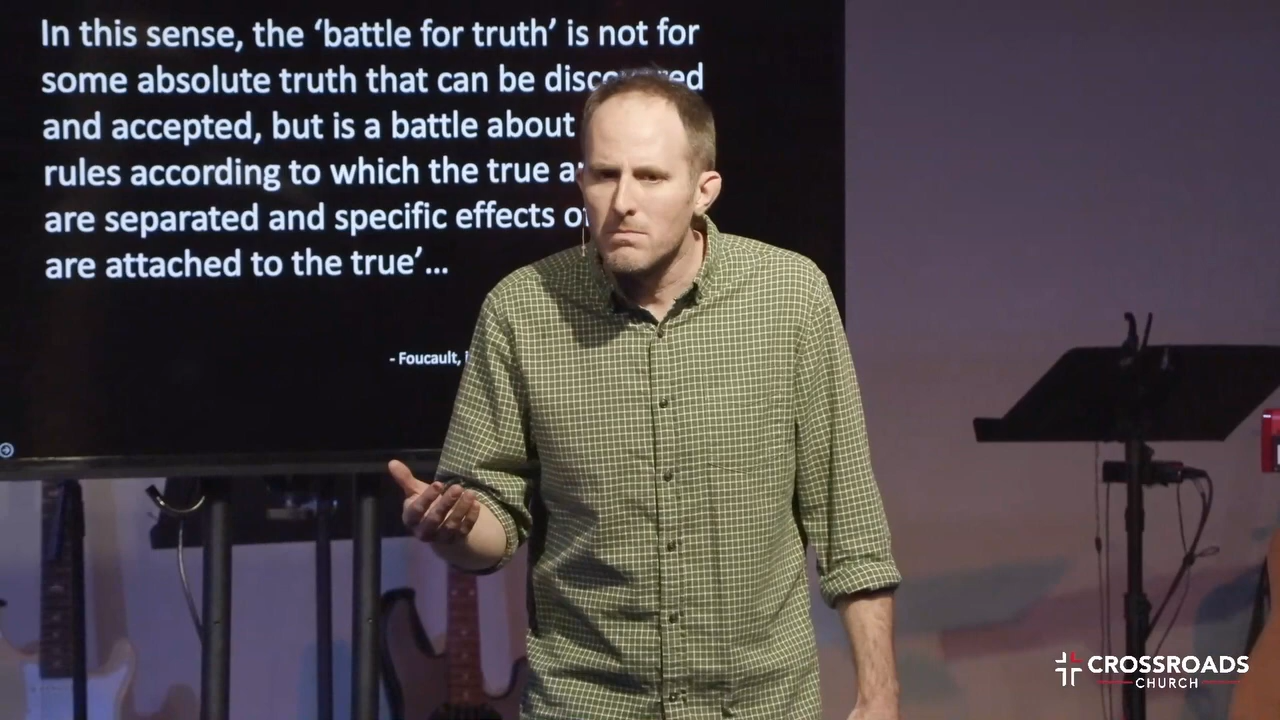 In this sense, the ‘battle for truth’ is not for
some absolute truth that can be
and accepted, but is a battle about
rules according to which the true
are separated and specific effects
are attached to the true’...
- Foucault,
CROSSROADS
CHURCH